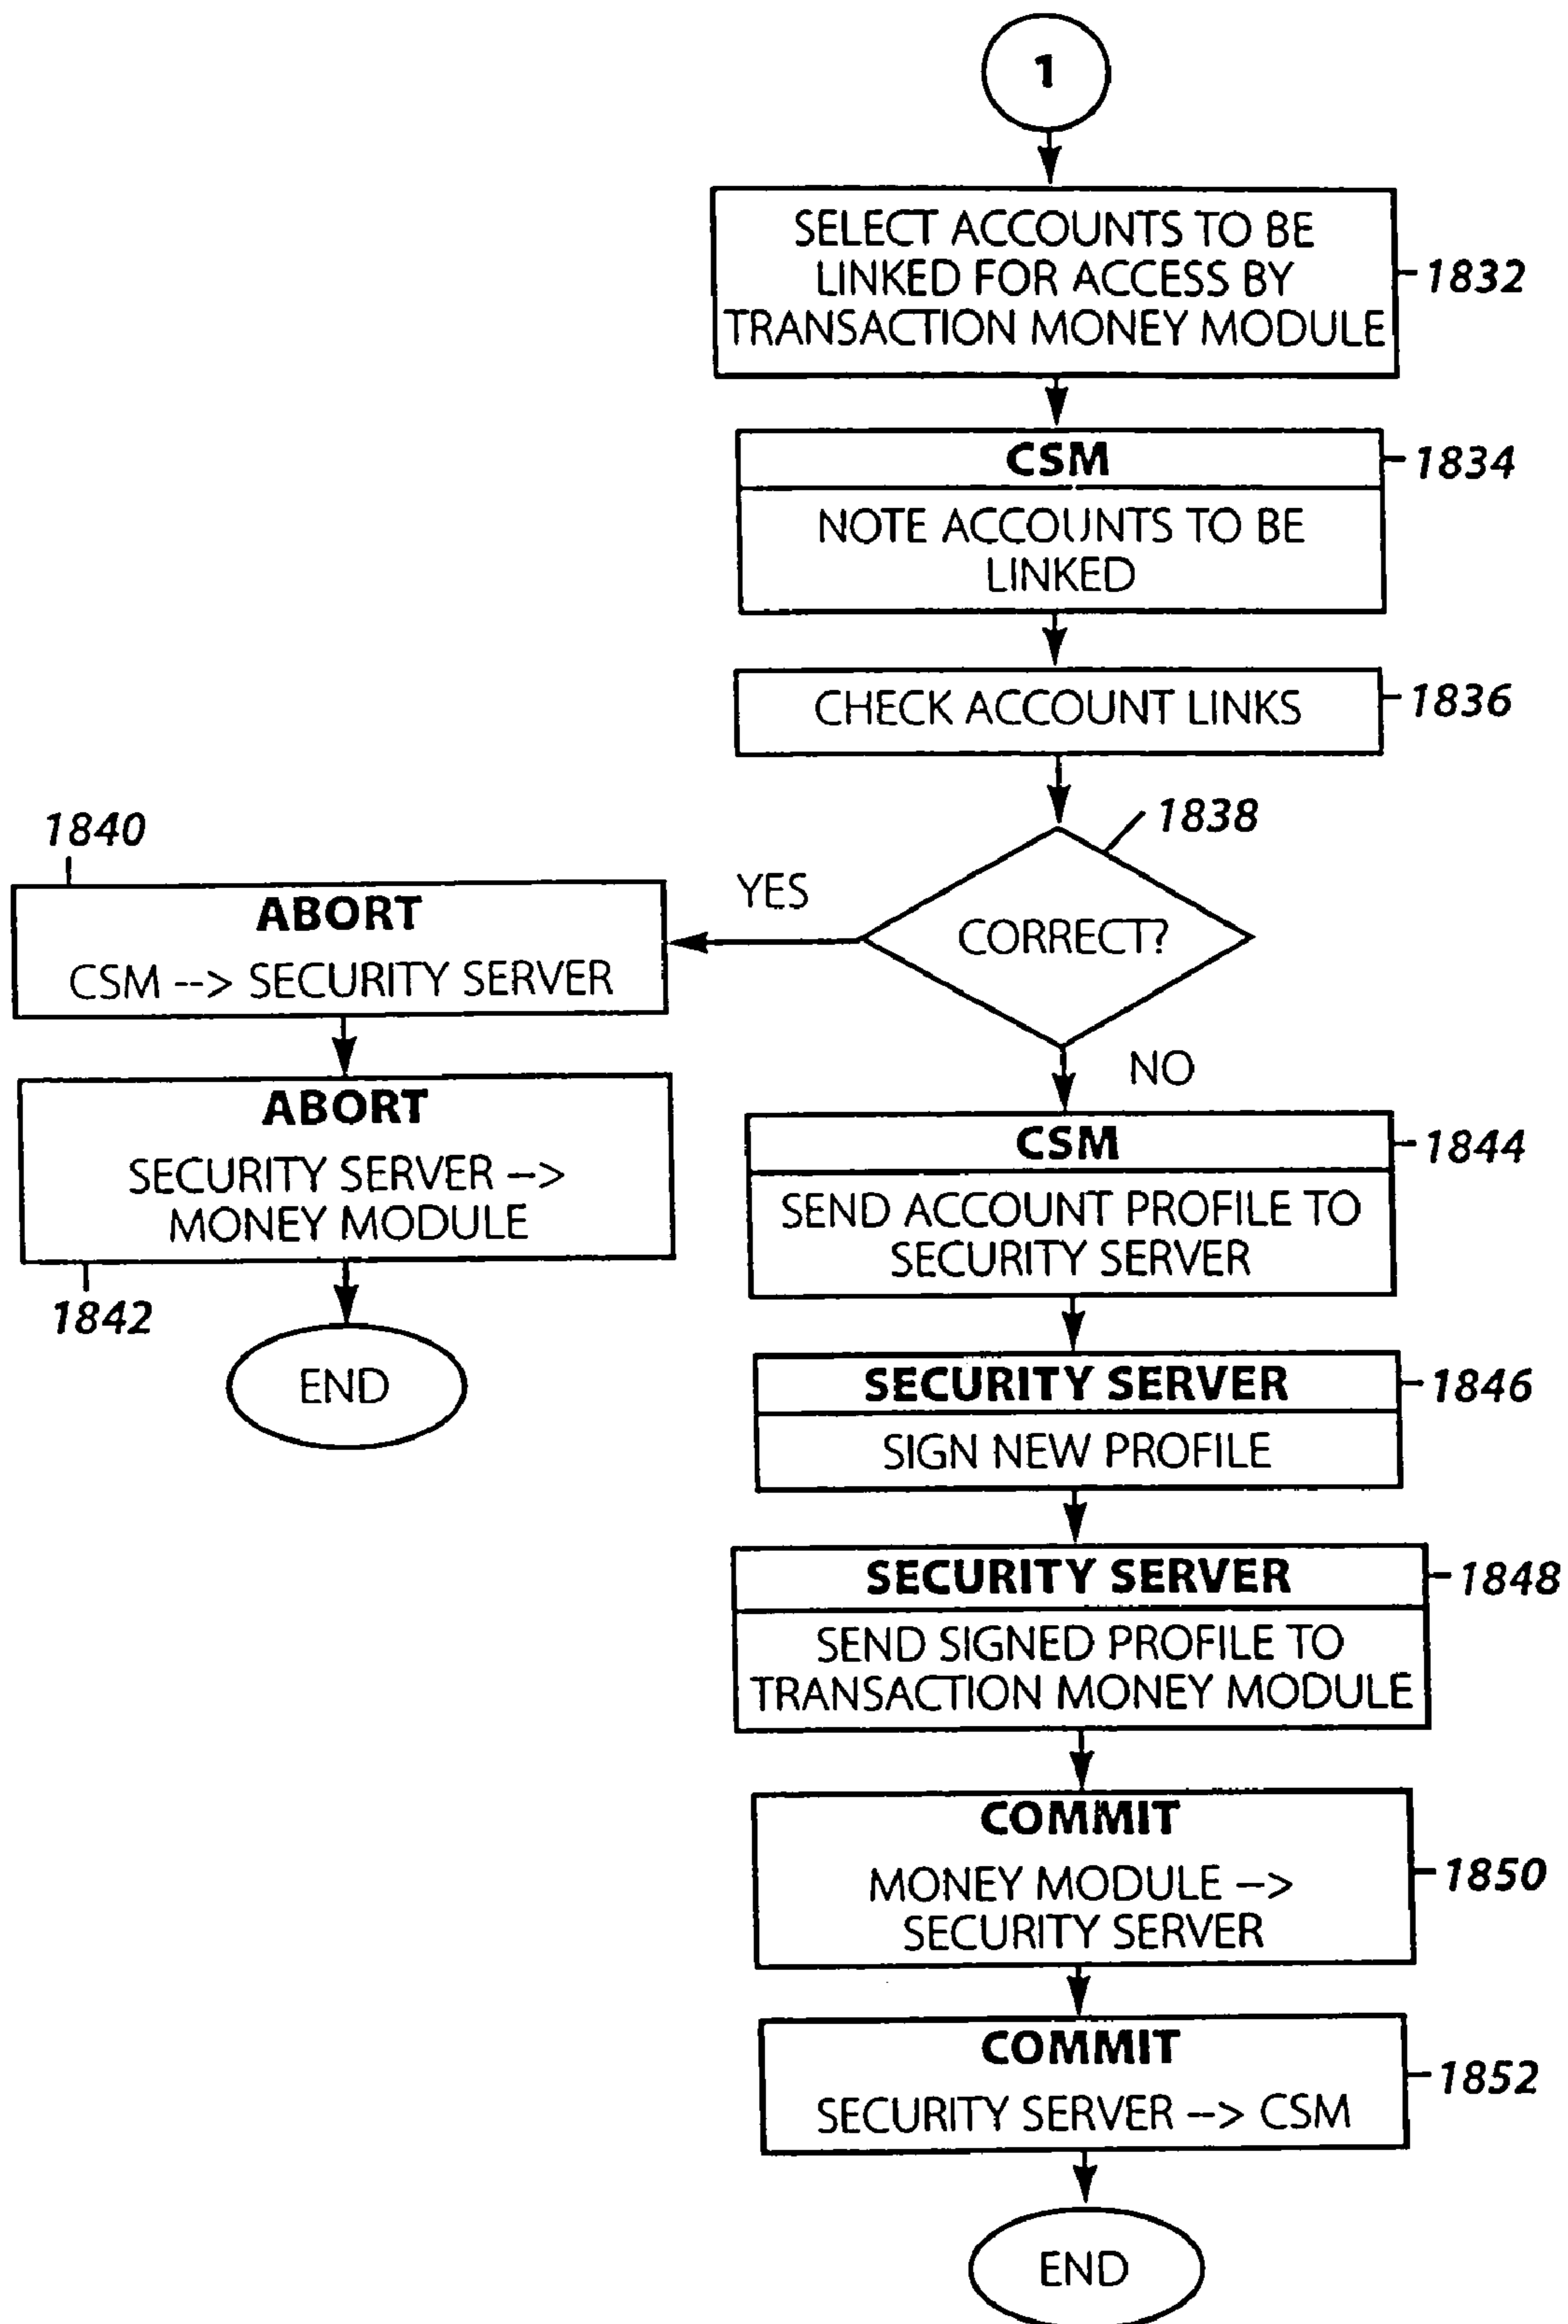 1
SELECT ACCOUNTS TO BE
LINKED FOR ACCESS BY
TRANSACTION MONEY MODULE
1832
CSM
1834
NOTE ACCOUNTS TO BE
LINKED
CHECK ACCOUNT LINKS
1836
1838
CORRECT?
YES
1840
ABORT
CSM --> SECURITY SERVER
ABORT
SECURITY SERVER -->
MONEY MODULE
1842
END
NO
CSM
1844
SEND ACCOUNT PROFILE TO
SECURITY SERVER
SECURITY SERVER
1846
SIGN NEW PROFILE
SECURITY SERVER
1848
SEND SIGNED PROFILE TO
TRANSACTION MONEY MODULE
COMMIT
MONEY MODULE -->
SECURITY SERVER
1850
COMMIT
SECURITY SERVER --> CSM
1852
END